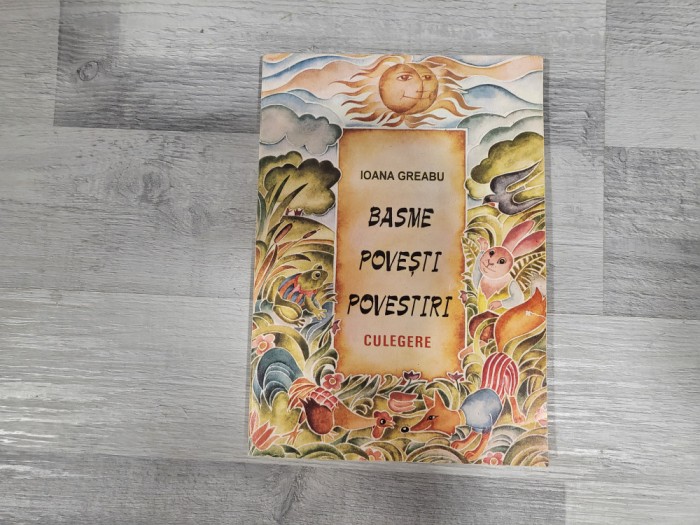 IOANA GREABU
BASME
POVEȘTI
POVESTIRI
CULEGERE